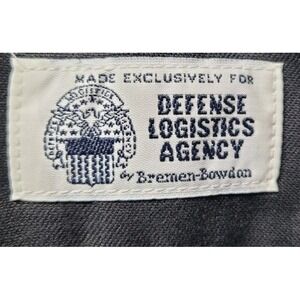 MADE EXCLUSIVELY FOR
DEFENSE
LOGISTICS
AGENCY
by Bremen-Bowdon